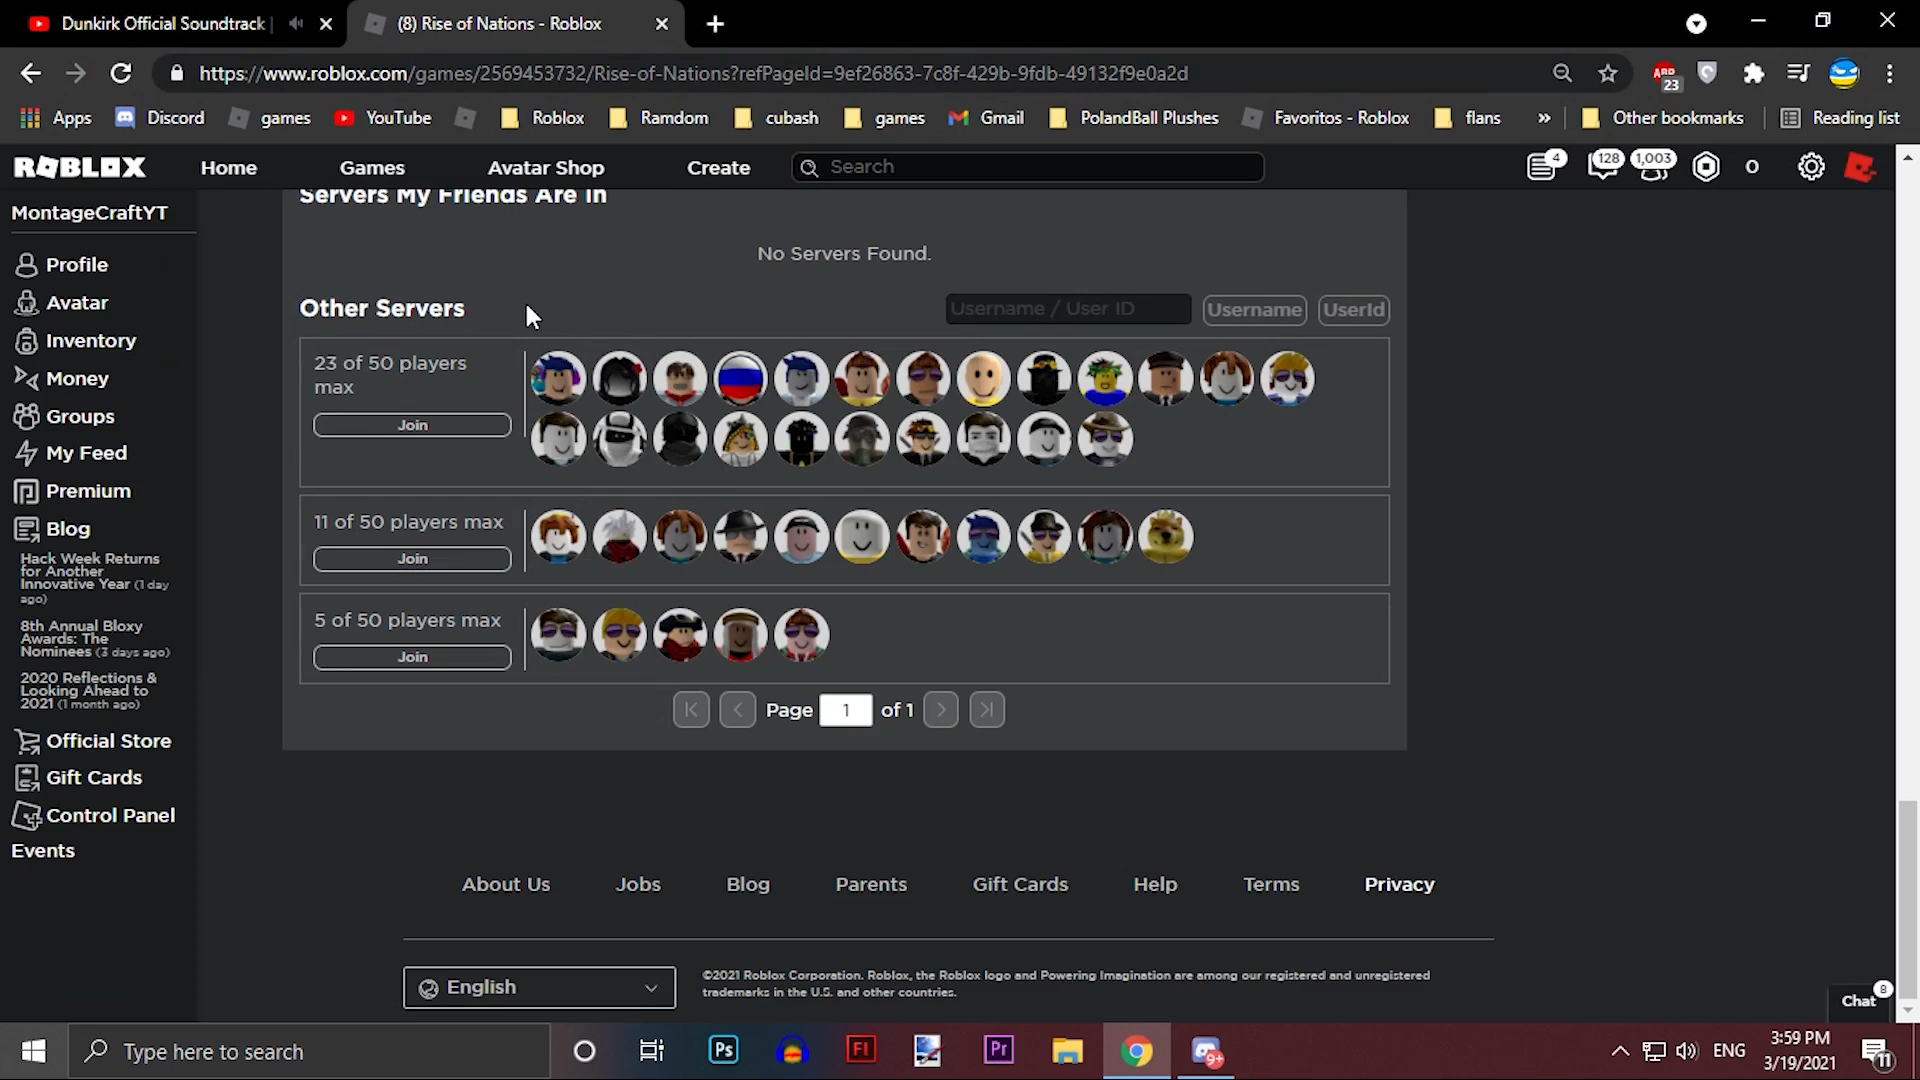 Dunkirk Official Soundtrack
(8) Rise of Nations - Roblox
https://www.roblox.com/games/2569453732/Rise-of-Nations?refPageId=9ef26863-7c8f-429b-9fdb-49132f9e0a2d
23
Apps
Discord
games
YouTube
Roblox
Ramdom
cubash
games
Gmail
PolandBall Plushes
Favoritos - Roblox
flans
»
Other bookmarks
Reading list
ROBLOX
Home
Games
Avatar Shop
Create
Search
4
128
1,003
0
MontageCraftYT
Profile
Avatar
Inventory
Money
Groups
My Feed
Premium
Blog
Hack Week Returns
for Another
Innovative Year (1 day
ago)
8th Annual Bloxy
Awards: The
Nominees (3 days ago)
2020 Reflections &
Looking Ahead to
2021 (1 month ago)
Official Store
Gift Cards
Control Panel
Events
Servers My Friends Are In
No Servers Found.
Other Servers
Username / User ID
Username
UserId
23 of 50 players
max
Join
11 of 50 players max
Join
5 of 50 players max
Join
Page 1 of 1
About Us
Jobs
Blog
Parents
Gift Cards
Help
Terms
Privacy
English
©2021 Roblox Corporation. Roblox, the Roblox logo and Powering Imagination are among our registered and unregistered
trademarks in the U.S. and other countries.
Chat
8
Type here to search
Ps
Fl
Pr
9+
ENG
3:59 PM
3/19/2021
11